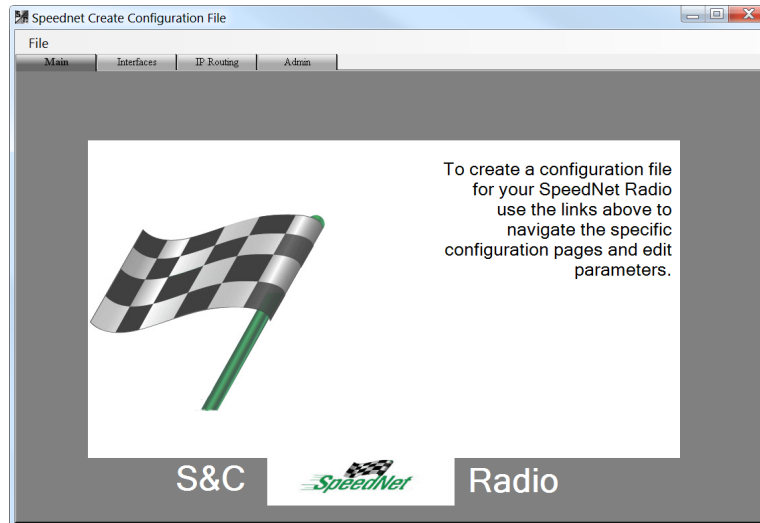 Speednet Create Configuration File
File
Main Interfaces IP Routing Admin
To create a configuration file
for your SpeedNet Radio
use the links above to
navigate the specific
configuration pages and edit
parameters.
S&C SpeedNet Radio